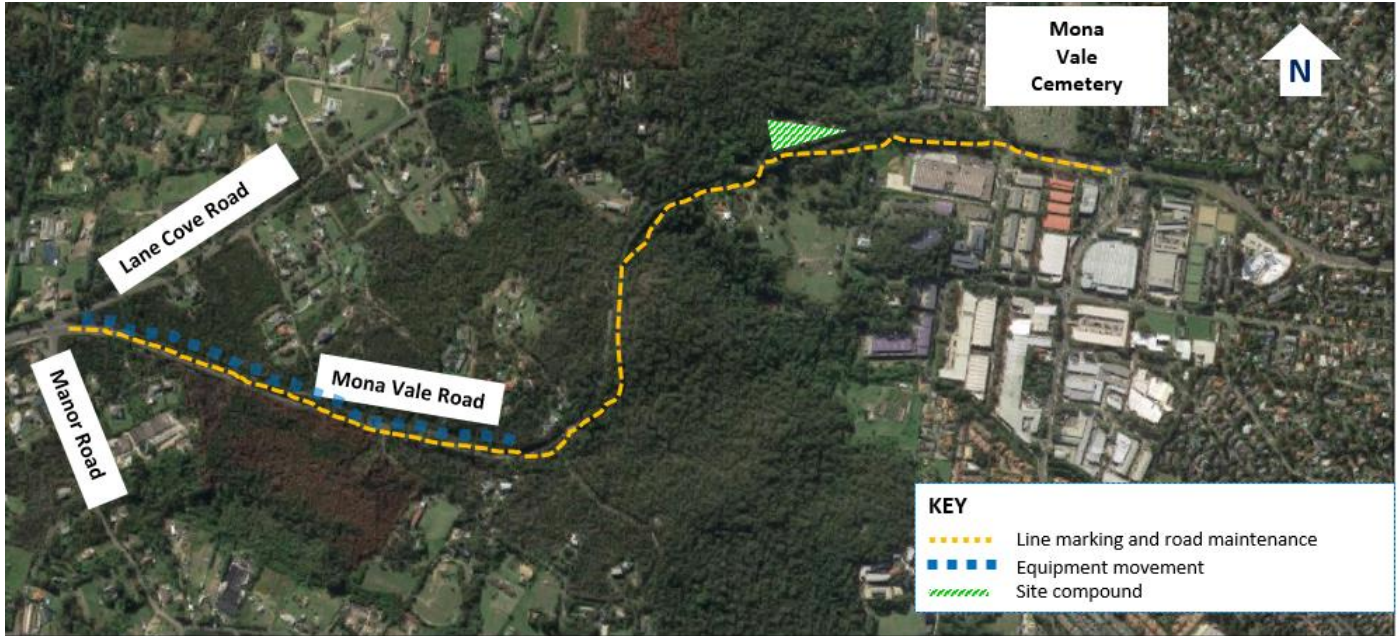 Mona
Vale
Cemetery
N
Lane Cove Road
Mona Vale Road
Manor Road
KEY
Line marking and road maintenance
Equipment movement
Site compound